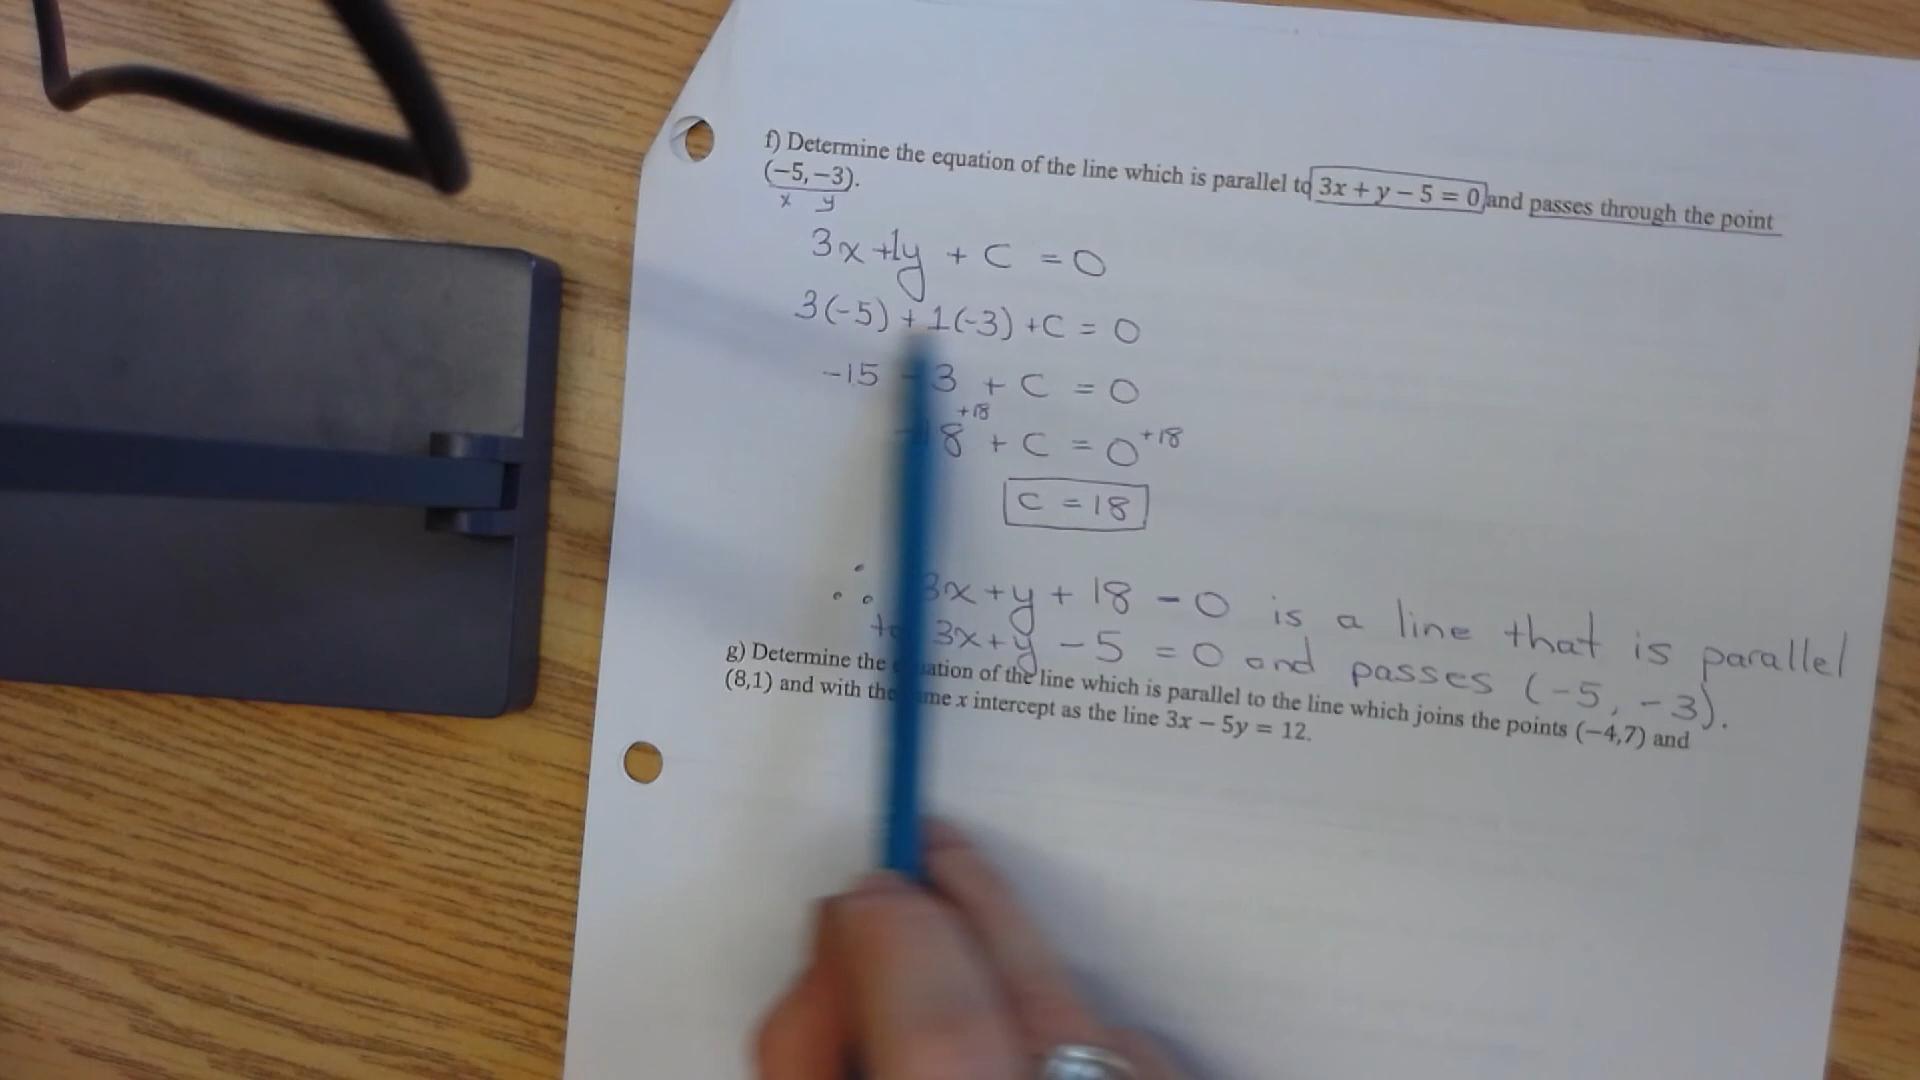 f) Determine the equation of the line which is parallel to 3x + y − 5 = 0 and passes through the point
(−5, −3).
x y
3x +1y + C = 0
3(-5) + 1(-3) + C = 0
-15 - 3 + C = 0
+18
-18 + C = 0 +18
C = 18
∴ 3x + y + 18 - 0 is a line that is parallel
to 3x + y - 5 = 0 and passes (-5, -3).
g) Determine the equation of the line which is parallel to the line which joins the points (−4,7) and
(8,1) and with the same x intercept as the line 3x − 5y = 12.